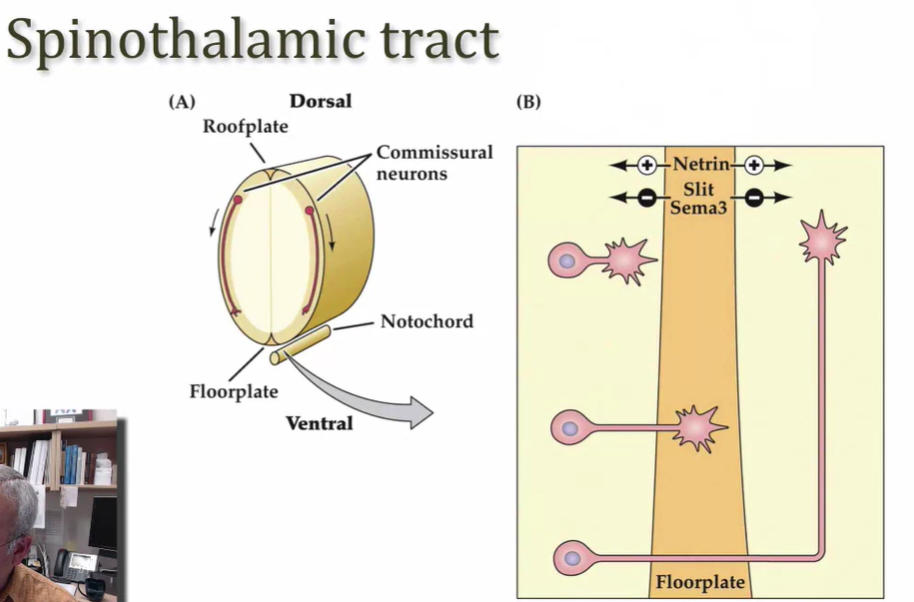 Spinothalamic tract
(A)
Dorsal
Roofplate
Commissural
neurons
Notochord
Floorplate
Ventral
(B)
Netrin
Slit
Sema3
Floorplate